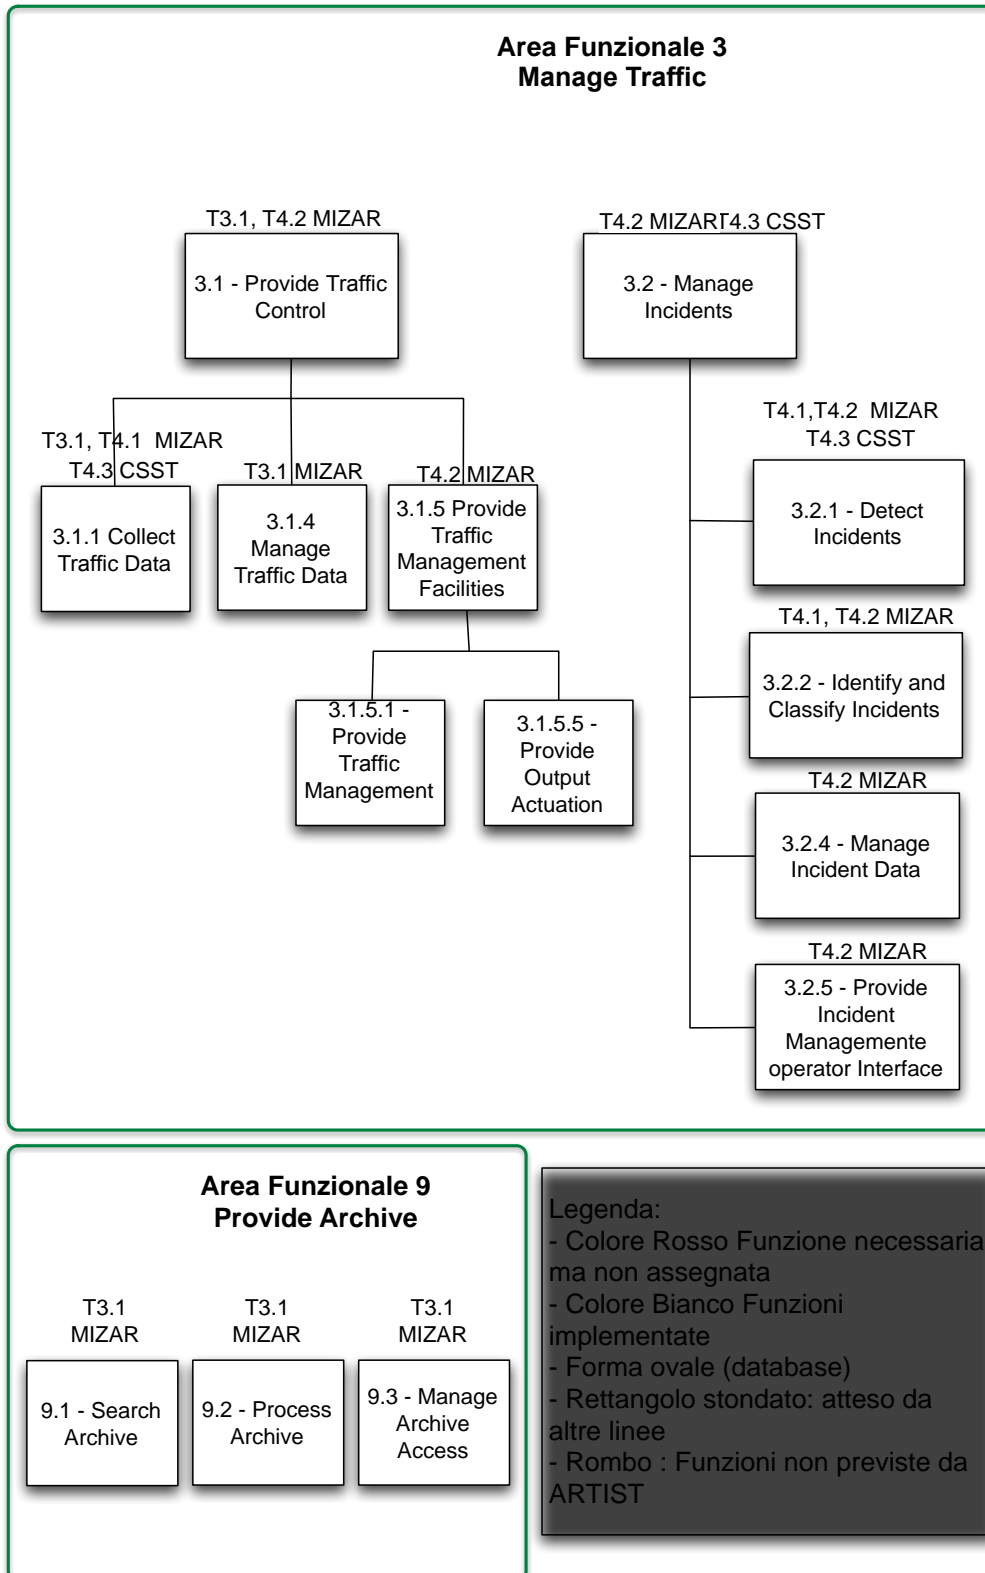 Area Funzionale 3
Manage Traffic
T3.1, T4.2 MIZAR
3.1 - Provide Traffic
Control
T4.2 MIZAR
T4.3 CSST
3.2 - Manage
Incidents
T3.1, T4.1 MIZAR
T4.3 CSST
3.1.1 Collect
Traffic Data
T3.1 MIZAR
3.1.4
Manage
Traffic Data
T4.2 MIZAR
3.1.5 Provide
Traffic
Management
Facilities
3.1.5.1 -
Provide
Traffic
Management
3.1.5.5 -
Provide
Output
Actuation
T4.1,T4.2 MIZAR
T4.3 CSST
3.2.1 - Detect
Incidents
T4.1, T4.2 MIZAR
3.2.2 - Identify and
Classify Incidents
T4.2 MIZAR
3.2.4 - Manage
Incident Data
T4.2 MIZAR
3.2.5 - Provide
Incident
Managemente
operator Interface
Area Funzionale 9
Provide Archive
T3.1
MIZAR
9.1 - Search
Archive
T3.1
MIZAR
9.2 - Process
Archive
T3.1
MIZAR
9.3 - Manage
Archive
Access
Legenda:
- Colore Rosso Funzione necessaria
ma non assegnata
- Colore Bianco Funzioni
implementate
- Forma ovale (database)
- Rettangolo stondato: atteso da
altre linee
- Rombo : Funzioni non previste da
ARTIST